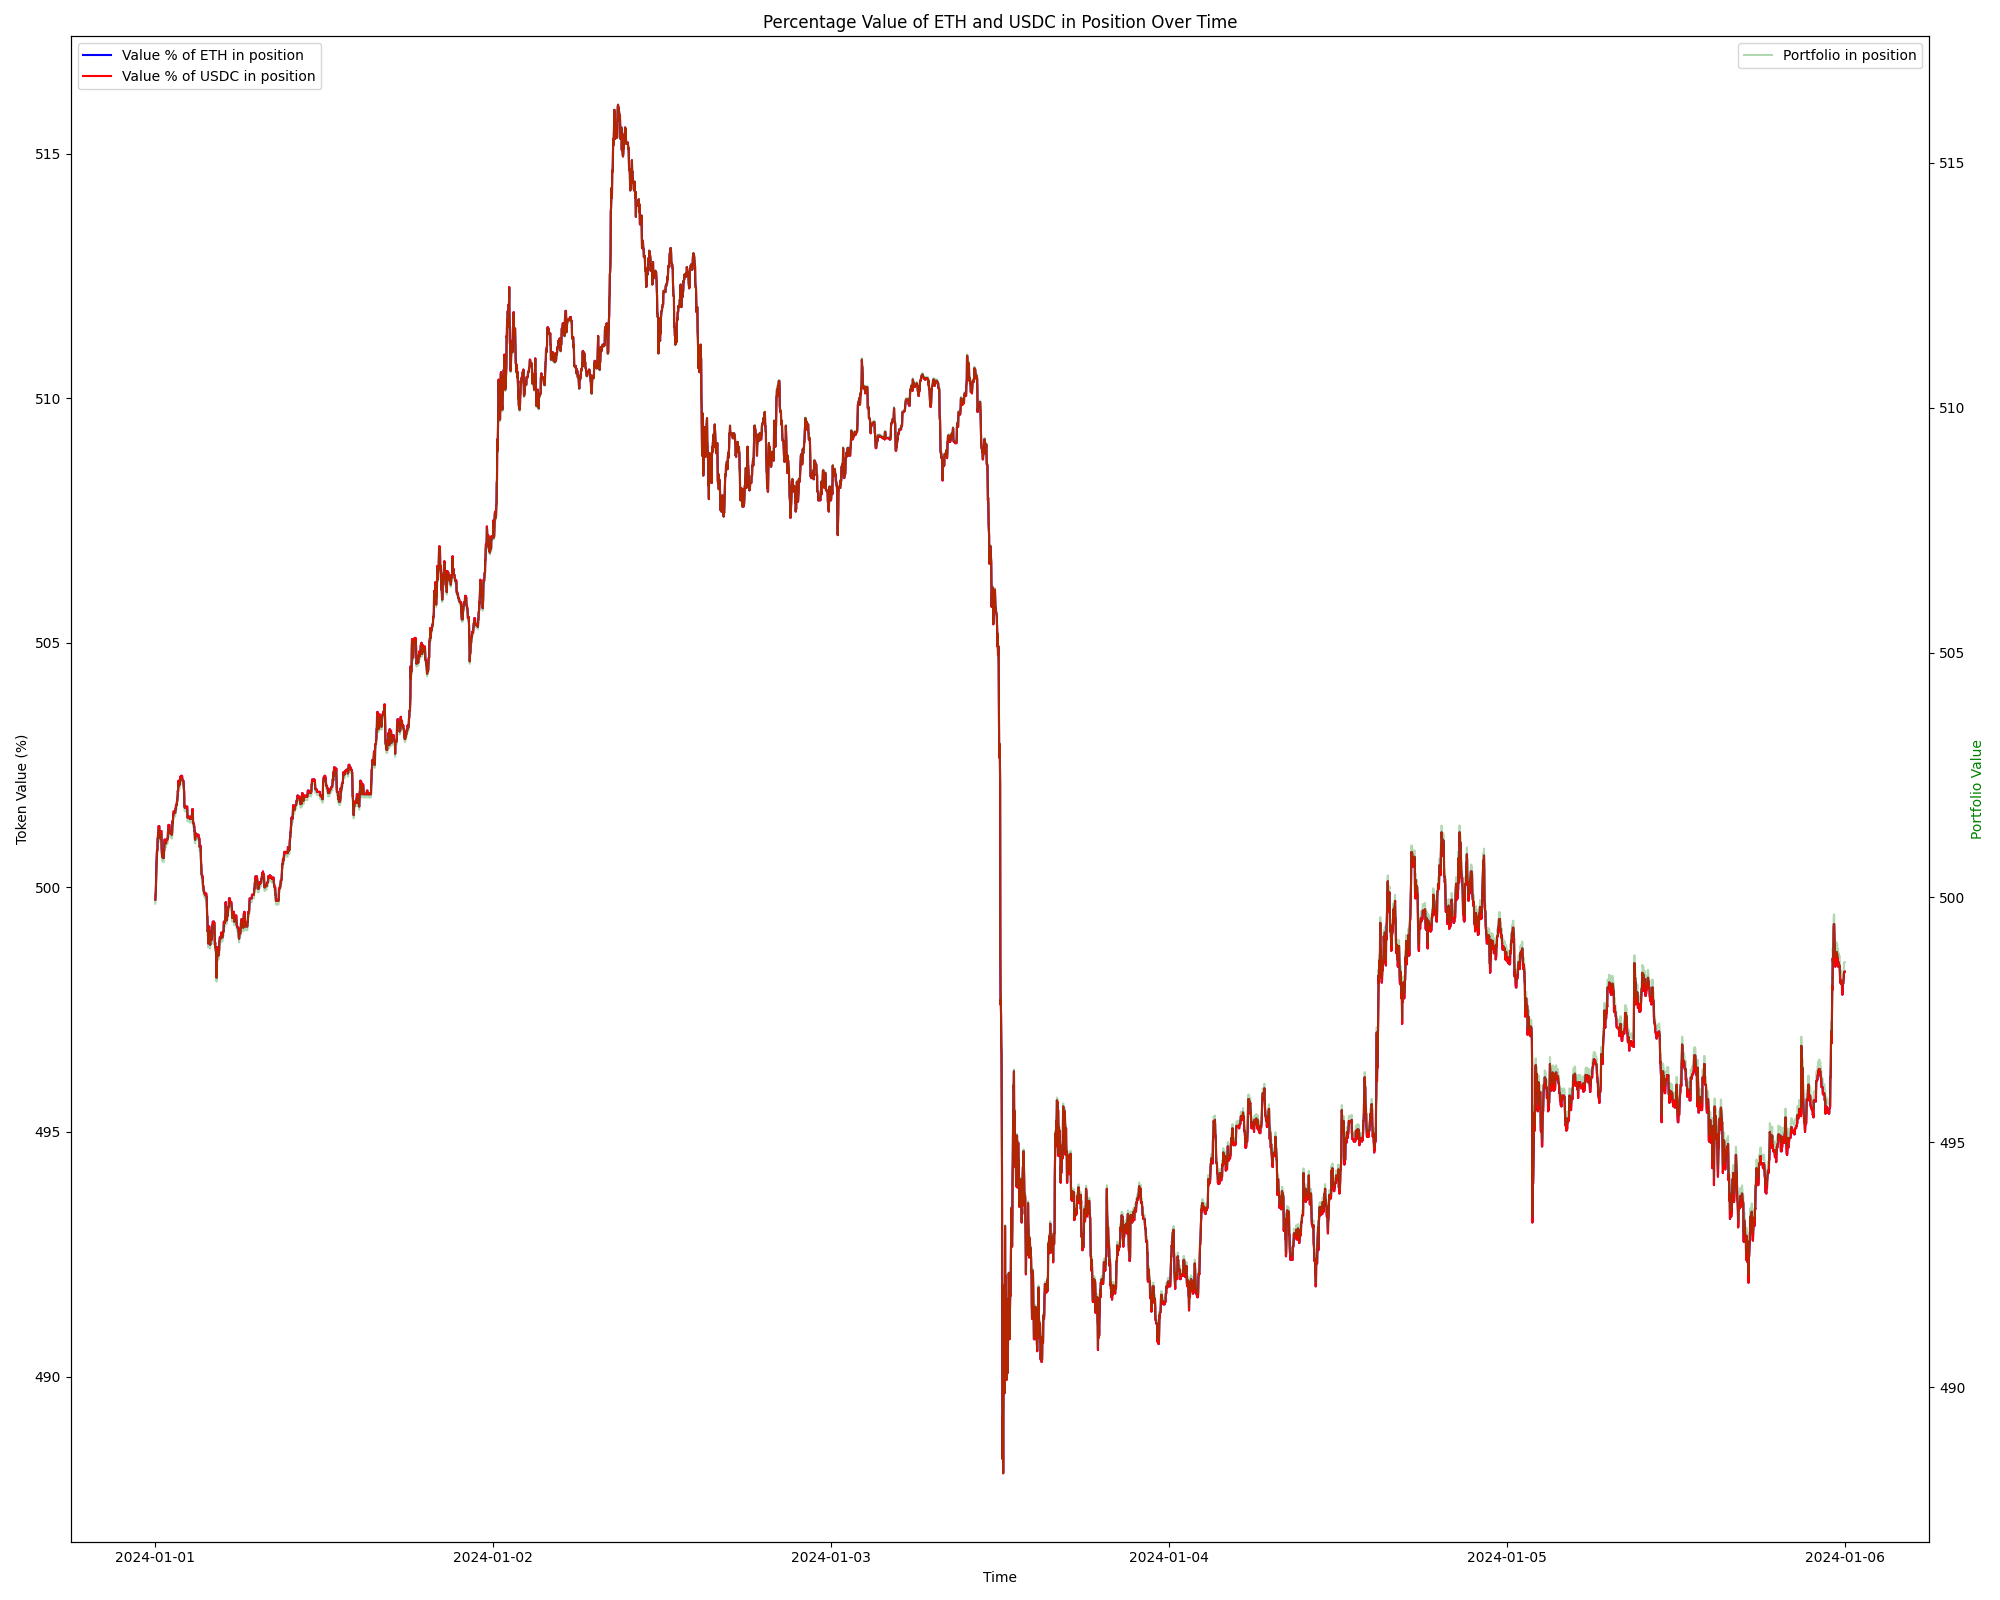 Percentage Value of ETH and USDC in Position Over Time
Value % of ETH in position
Value % of USDC in position
Portfolio in position
515
510
505
500
495
490
Token Value (%)
515
510
505
500
495
490
Portfolio Value
2024-01-01
2024-01-02
2024-01-03
2024-01-04
2024-01-05
2024-01-06
Time